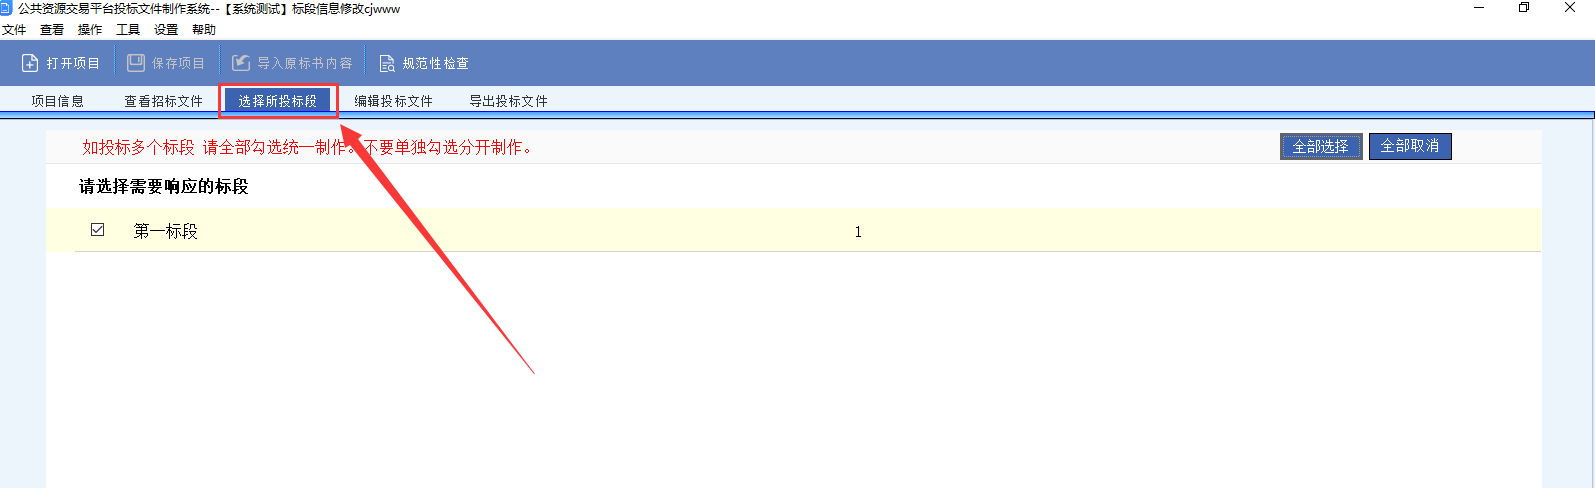 公共资源交易平台投标文件制作系统--【系统测试】标段信息修改cjwww
文件 查看 操作 工具 设置 帮助
打开项目 保存项目 导入原标书内容 规范性检查
项目信息 查看招标文件 选择所投标段 编辑投标文件 导出投标文件
如投标多个标段 请全部勾选统一制作。不要单独勾选分开制作。 全部选择 全部取消
请选择需要响应的标段
第一标段 1